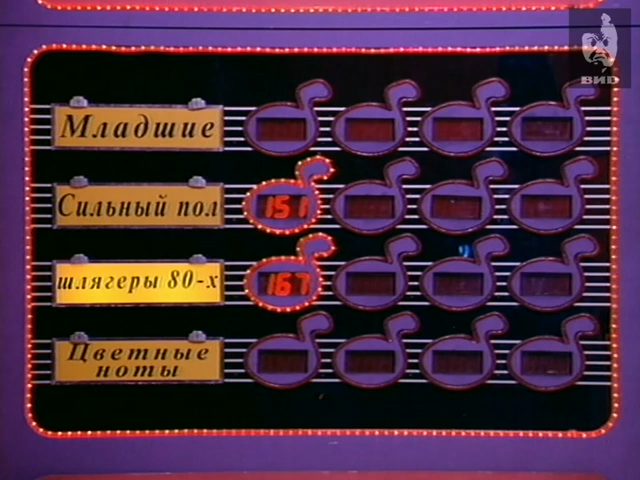 ВИD
Младшие
Сильный пол
151
шлягеры 80-х
167
Цветные
ноты